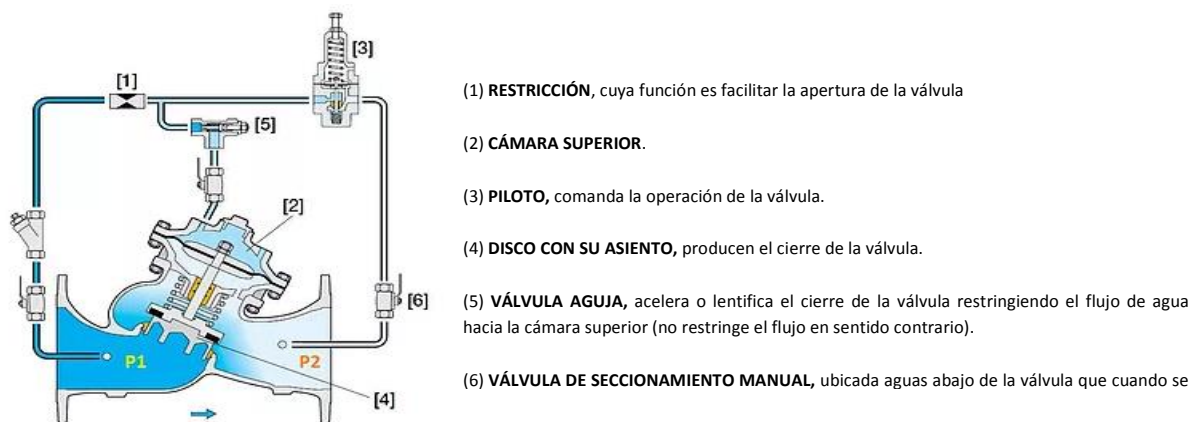 [3]
[1]
[5]
[2]
[6]
P1
P2
[4]
(1) RESTRICCIÓN, cuya función es facilitar la apertura de la válvula
(2) CÁMARA SUPERIOR.
(3) PILOTO, comanda la operación de la válvula.
(4) DISCO CON SU ASIENTO, producen el cierre de la válvula.
(5) VÁLVULA AGUJA, acelera o lentifica el cierre de la válvula restringiendo el flujo de agua
hacia la cámara superior (no restringe el flujo en sentido contrario).
(6) VÁLVULA DE SECCIONAMIENTO MANUAL, ubicada aguas abajo de la válvula que cuando se